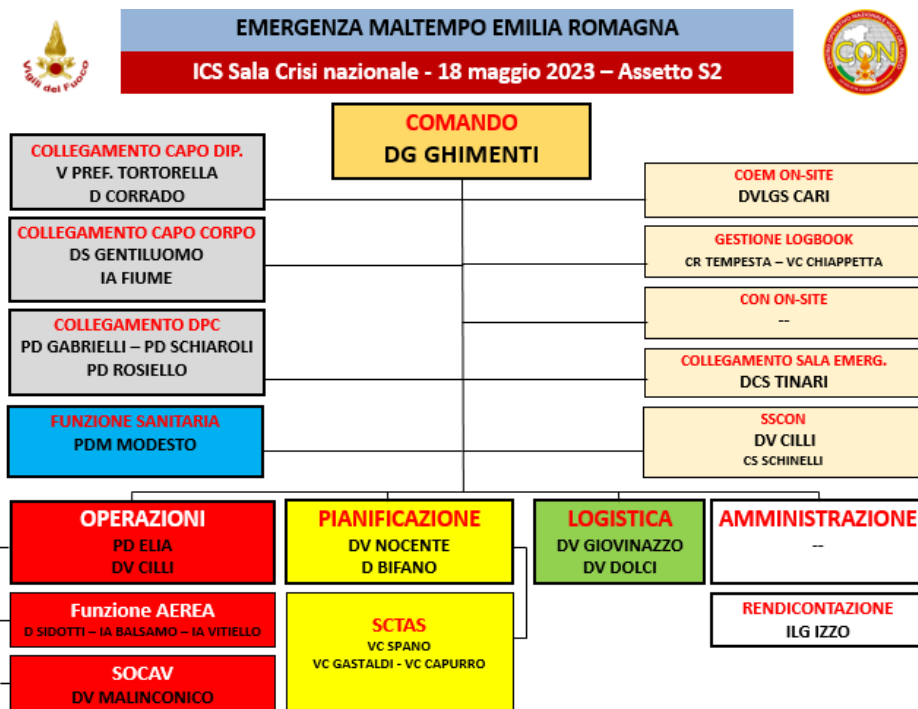 EMERGENZA MALTEMPO EMILIA ROMAGNA
ICS Sala Crisi nazionale - 18 maggio 2023 – Assetto S2
Vigili del Fuoco
CON
COMANDO
DG GHIMENTI
COLLEGAMENTO CAPO DIP.
V PREF. TORTORELLA
D CORRADO
COLLEGAMENTO CAPO CORPO
DS GENTILUOMO
IA FIUME
COLLEGAMENTO DPC
PD GABRIELLI – PD SCHIAROLI
PD ROSIELLO
FUNZIONE SANITARIA
PDM MODESTO
COEM ON-SITE
DVLGS CARI
GESTIONE LOGBOOK
CR TEMPESTA – VC CHIAPPETTA
CON ON-SITE
--
COLLEGAMENTO SALA EMERG.
DCS TINARI
SSCON
DV CILLI
CS SCHINELLI
OPERAZIONI
PD ELIA
DV CILLI
Funzione AEREA
D SIDOTTI – IA BALSAMO – IA VITIELLO
SOCAV
DV MALINCONICO
PIANIFICAZIONE
DV NOCENTE
D BIFANO
SCTAS
VC SPANO
VC GASTALDI - VC CAPURRO
LOGISTICA
DV GIOVINAZZO
DV DOLCI
AMMINISTRAZIONE
--
RENDICONTAZIONE
ILG IZZO